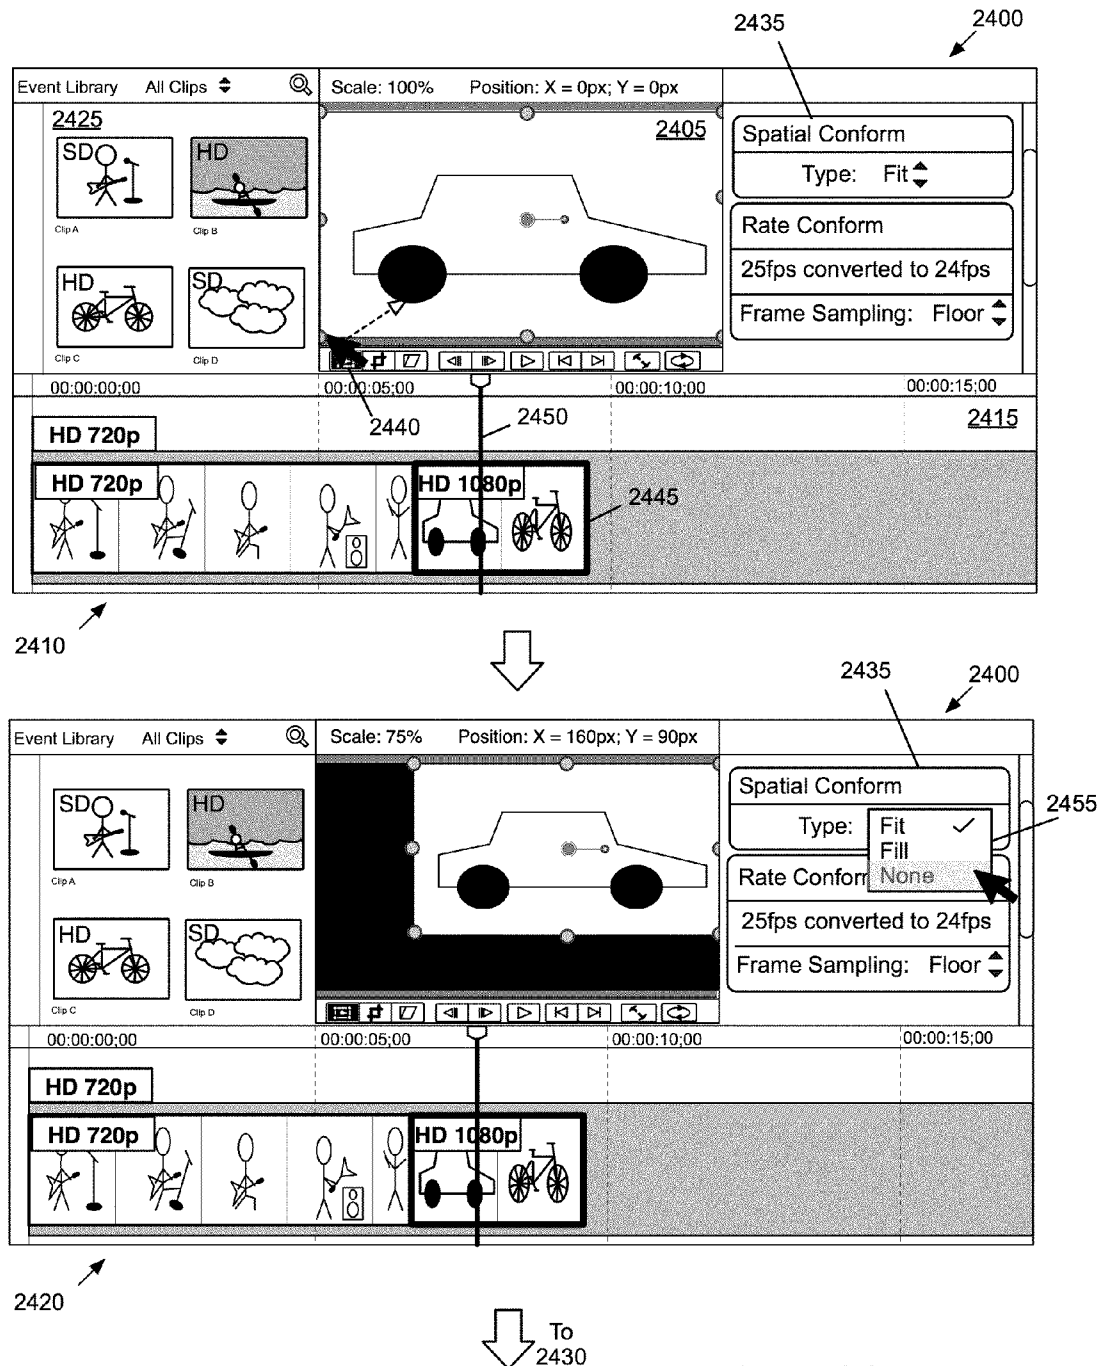 2435
2400
Event Library All Clips
Scale: 100% Position: X = 0px; Y = 0px
2425
2405
SD
HD
Clip A
Clip B
HD
SD
Clip C
Clip D
Spatial Conform
Type: Fit
Rate Conform
25fps converted to 24fps
Frame Sampling: Floor
00:00:00;00
00:00:05;00
00:00:10;00
00:00:15;00
2440
2450
2415
HD 720p
HD 720p
HD 1080p
2445
2410
2435
2400
Event Library All Clips
Scale: 75% Position: X = 160px; Y = 90px
SD
HD
Clip A
Clip B
HD
SD
Clip C
Clip D
Spatial Conform
Type: Fit
Fill
None
2455
Rate Conform
25fps converted to 24fps
Frame Sampling: Floor
00:00:00;00
00:00:05;00
00:00:10;00
00:00:15;00
HD 720p
HD 720p
HD 1080p
2420
To
2430